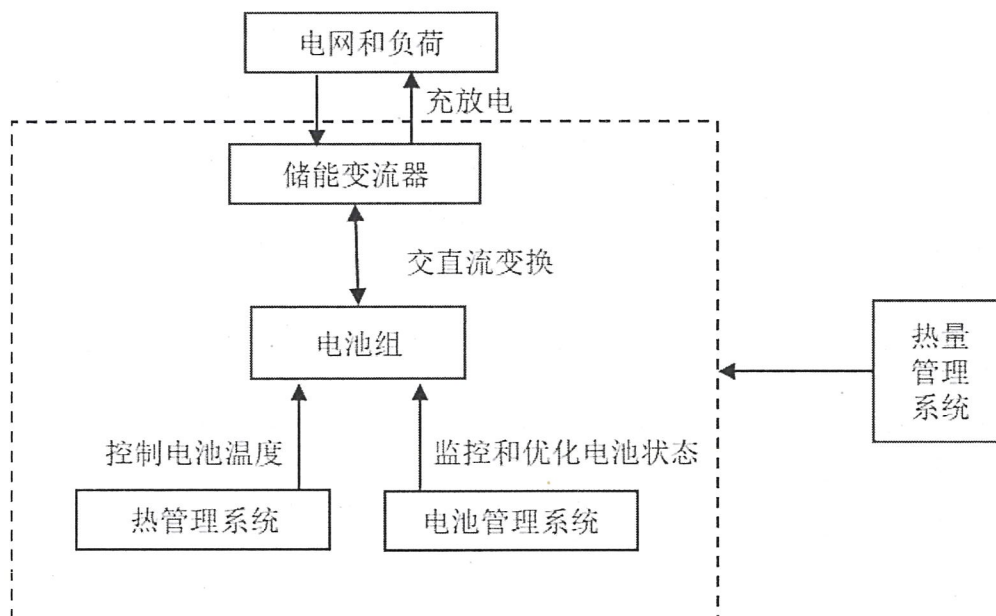 电网和负荷
充放电
储能变流器
交直流变换
电池组
热量
管理
系统
控制电池温度
监控和优化电池状态
热管理系统
电池管理系统